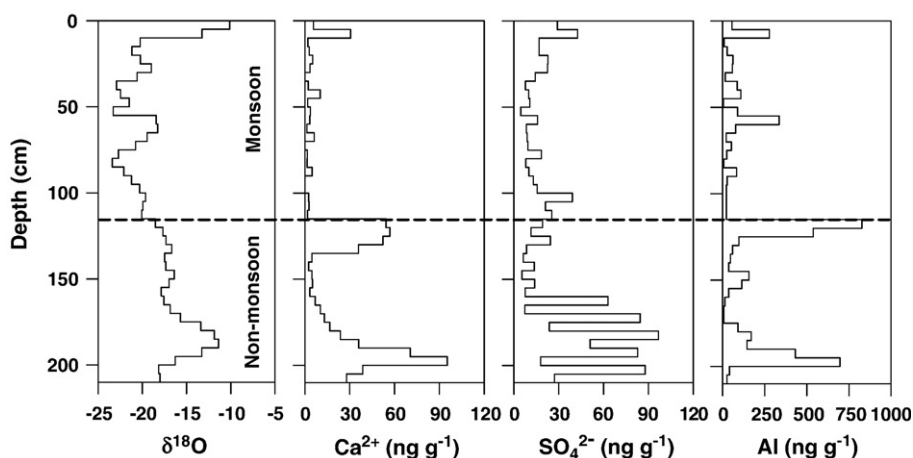 0
50
100
150
200
Depth (cm)
Monsoon
Non-monsoon
-25 -20 -15 -10 -5
δ¹⁸O
0 30 60 90 120
Ca²⁺ (ng g⁻¹)
0 30 60 90 120
SO₄²⁻ (ng g⁻¹)
0 250 500 750 1000
Al (ng g⁻¹)